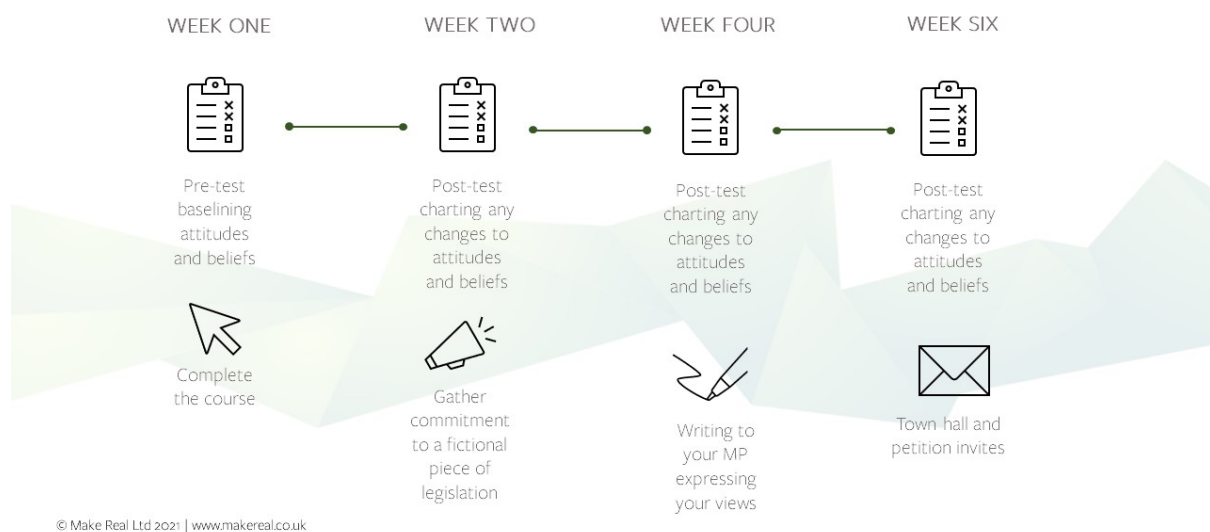 WEEK ONE
Pre-test
baselining
attitudes
and beliefs
Complete
the course
WEEK TWO
Post-test
charting any
changes to
attitudes
and beliefs
Gather
commitment
to a fictional
piece of
legislation
WEEK FOUR
Post-test
charting any
changes to
attitudes
and beliefs
Writing to
your MP
expressing
your views
WEEK SIX
Post-test
charting any
changes to
attitudes
and beliefs
Town hall and
petition invites
© Make Real Ltd 2021 | www.makereal.co.uk